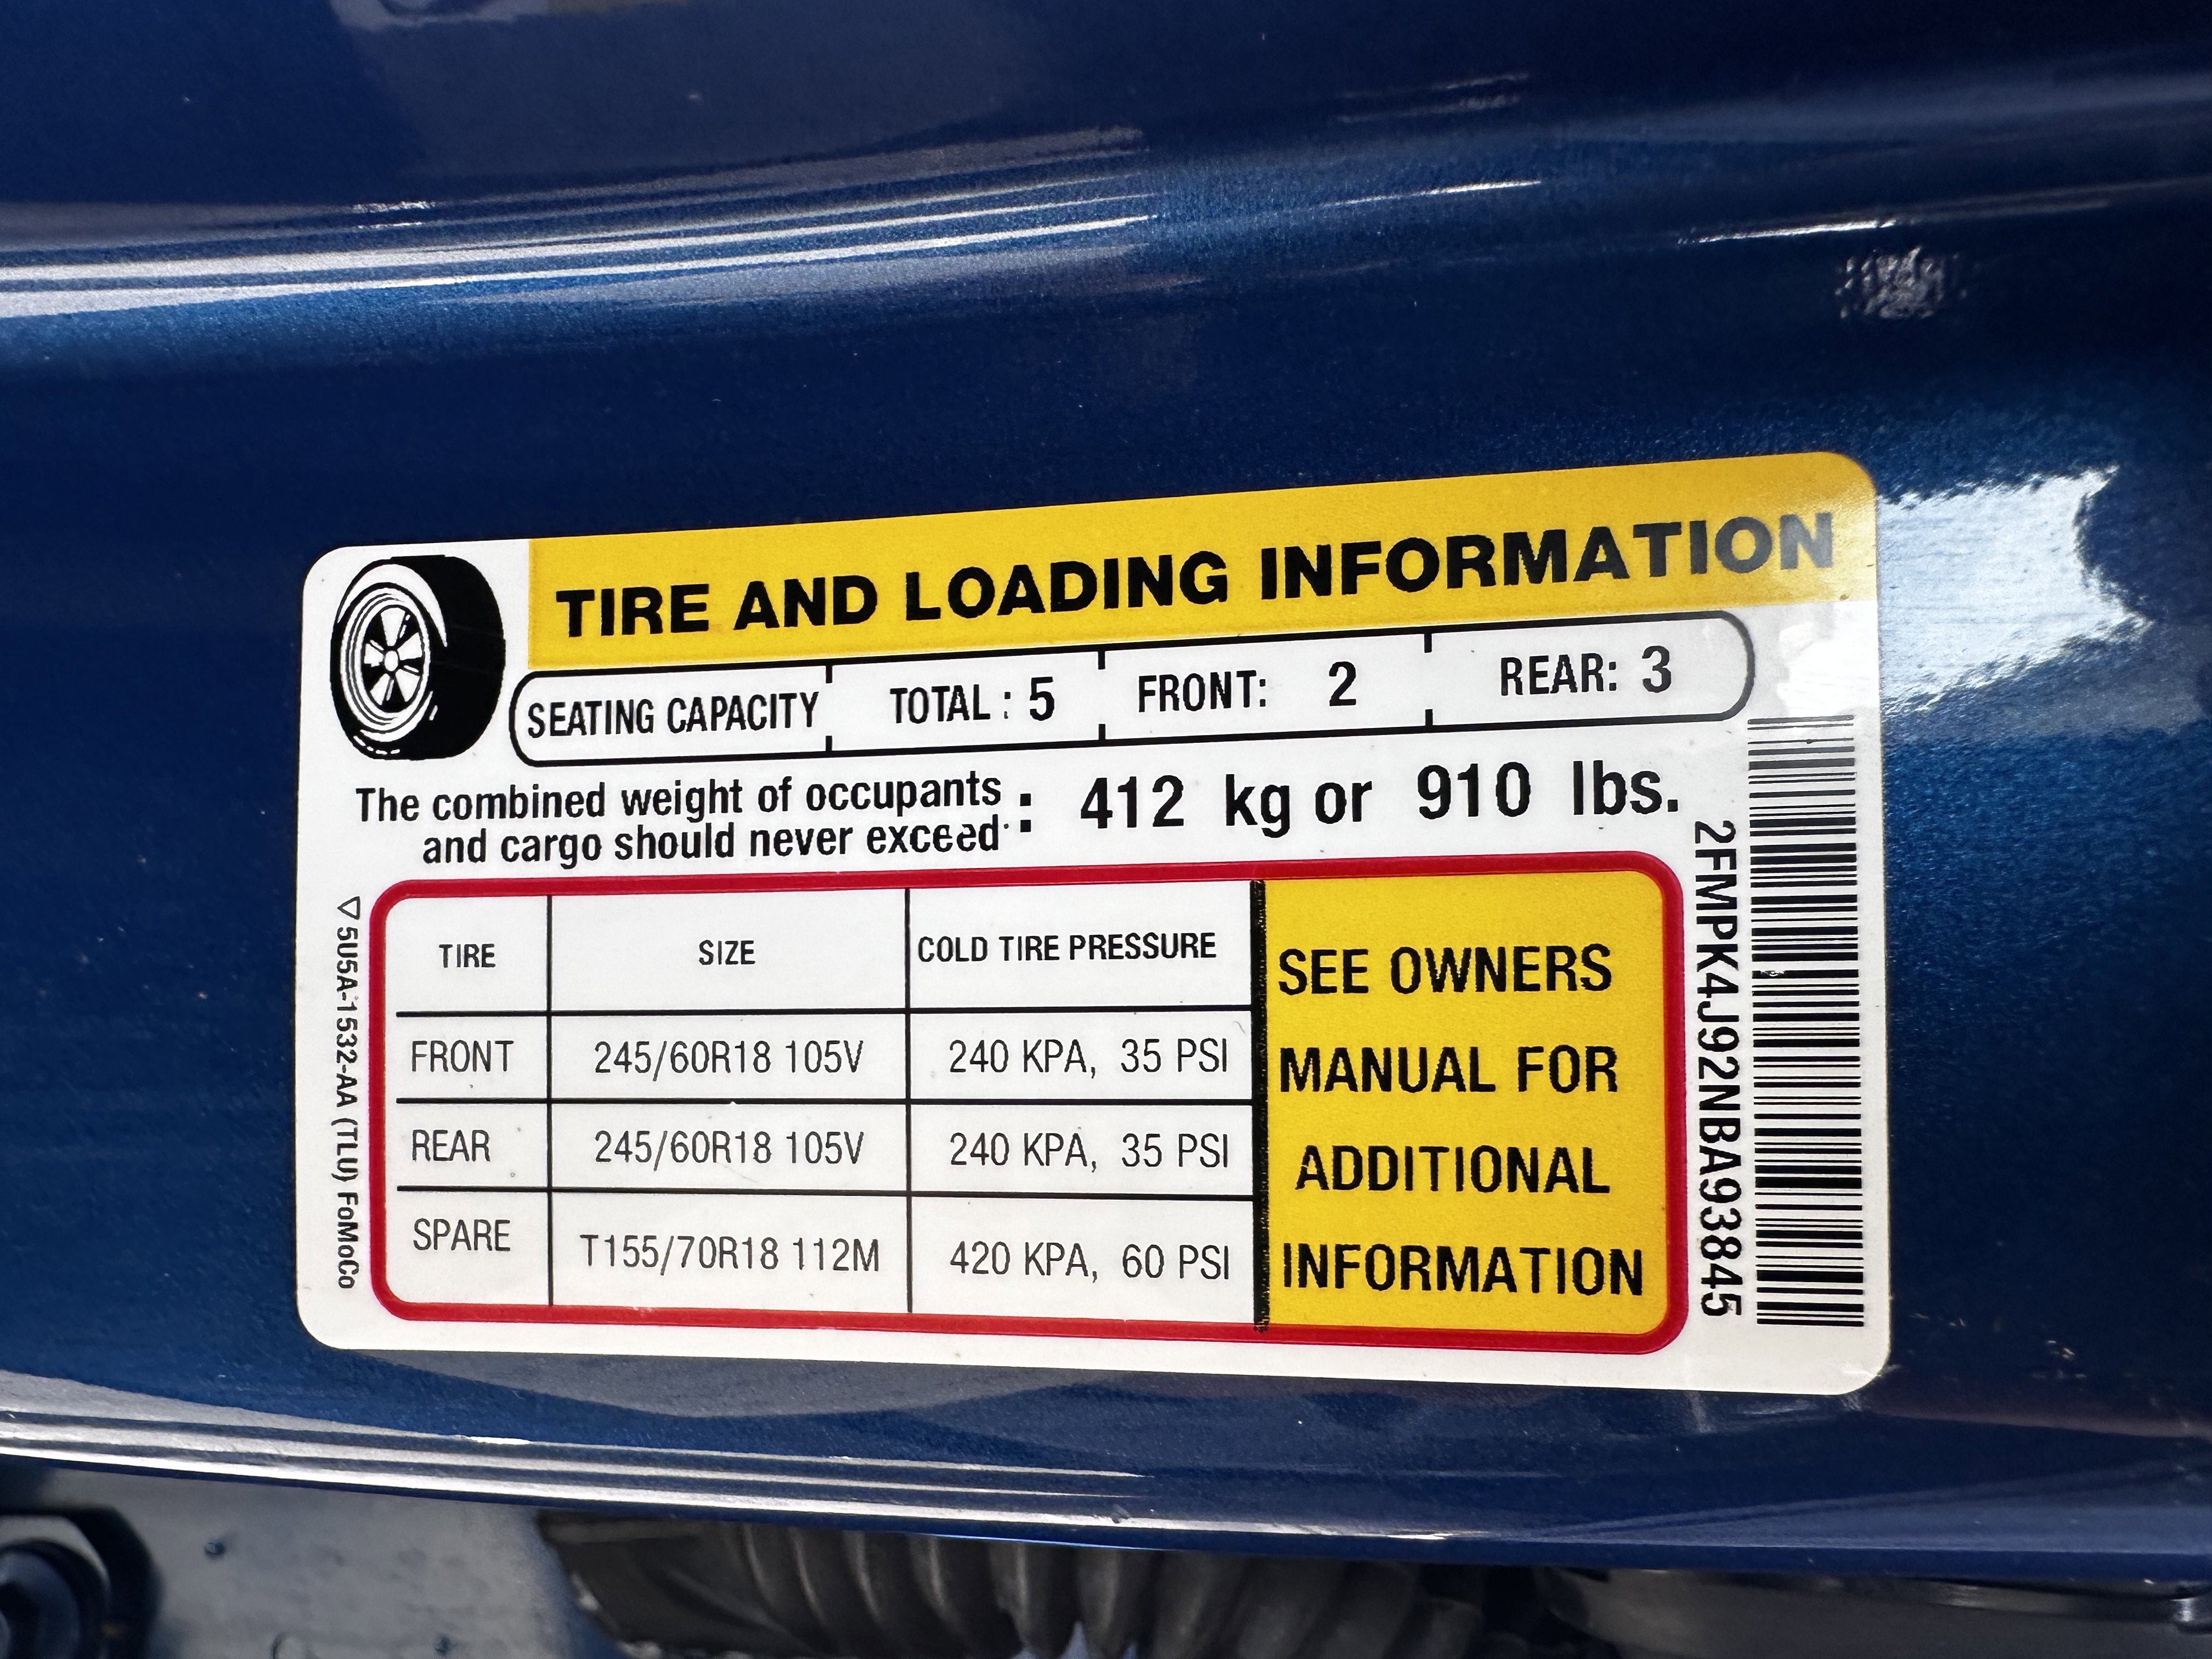 TIRE AND LOADING INFORMATION
SEATING CAPACITY TOTAL : 5 FRONT: 2 REAR: 3
The combined weight of occupants
and cargo should never exceed : 412 kg or 910 lbs.
TIRE SIZE COLD TIRE PRESSURE
FRONT 245/60R18 105V 240 KPA, 35 PSI
REAR 245/60R18 105V 240 KPA, 35 PSI
SPARE T155/70R18 112M 420 KPA, 60 PSI
SEE OWNERS
MANUAL FOR
ADDITIONAL
INFORMATION
5U5A-1532-AA (TLU) FoMoCo
2FMPK4J92NBA93845